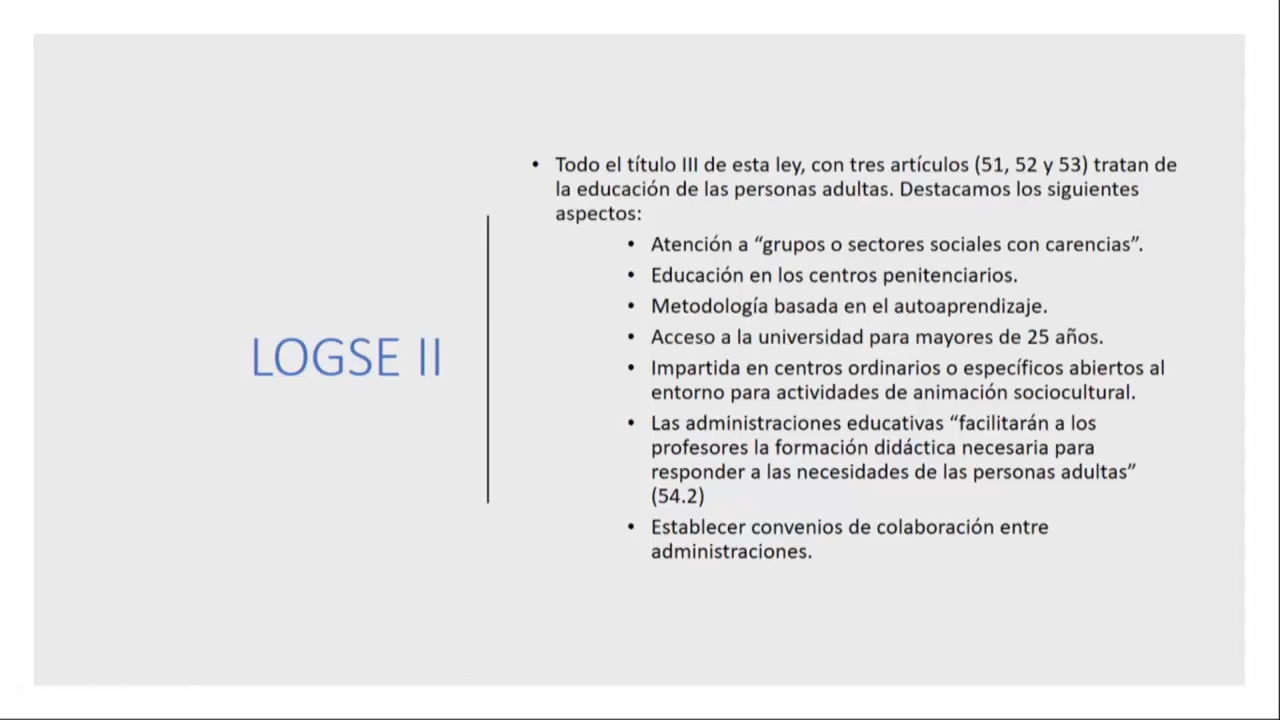 LOGSE II
• Todo el título III de esta ley, con tres artículos (51, 52 y 53) tratan de
la educación de las personas adultas. Destacamos los siguientes
aspectos:
• Atención a “grupos o sectores sociales con carencias”.
• Educación en los centros penitenciarios.
• Metodología basada en el autoaprendizaje.
• Acceso a la universidad para mayores de 25 años.
• Impartida en centros ordinarios o específicos abiertos al
entorno para actividades de animación sociocultural.
• Las administraciones educativas “facilitarán a los
profesores la formación didáctica necesaria para
responder a las necesidades de las personas adultas”
(54.2)
• Establecer convenios de colaboración entre
administraciones.